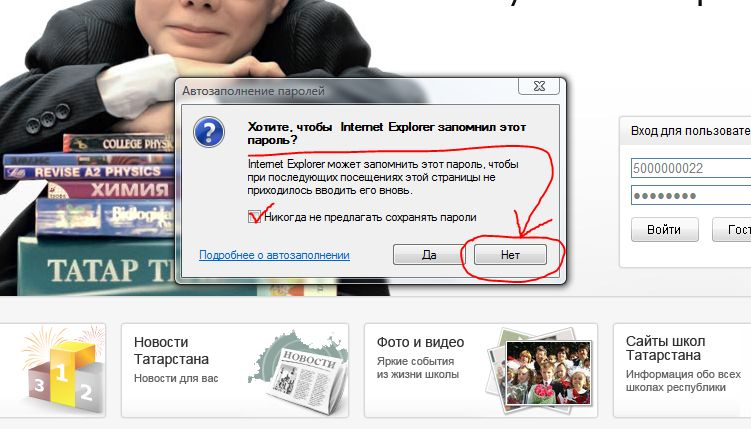 Автозаполнение паролей
Хотите, чтобы Internet Explorer запомнил этот
пароль?
Internet Explorer может запомнить этот пароль, чтобы
при последующих посещениях этой страницы не
приходилось вводить его вновь.
Никогда не предлагать сохранять пароли
Подробнее о автозаполнении
Да
Нет
Вход для пользовате
5000000022
Войти
Гост
COLLEGE PHYSI
REVISE A2 PHYSICS
ХИМИЯ
ТАТАР Т
3
1
2
Новости
Татарстана
Новости для вас
НОВОСТИ
Фото и видео
Яркие события
из жизни школы
Сайты школ
Татарстана
Информация обо всех
школах республики